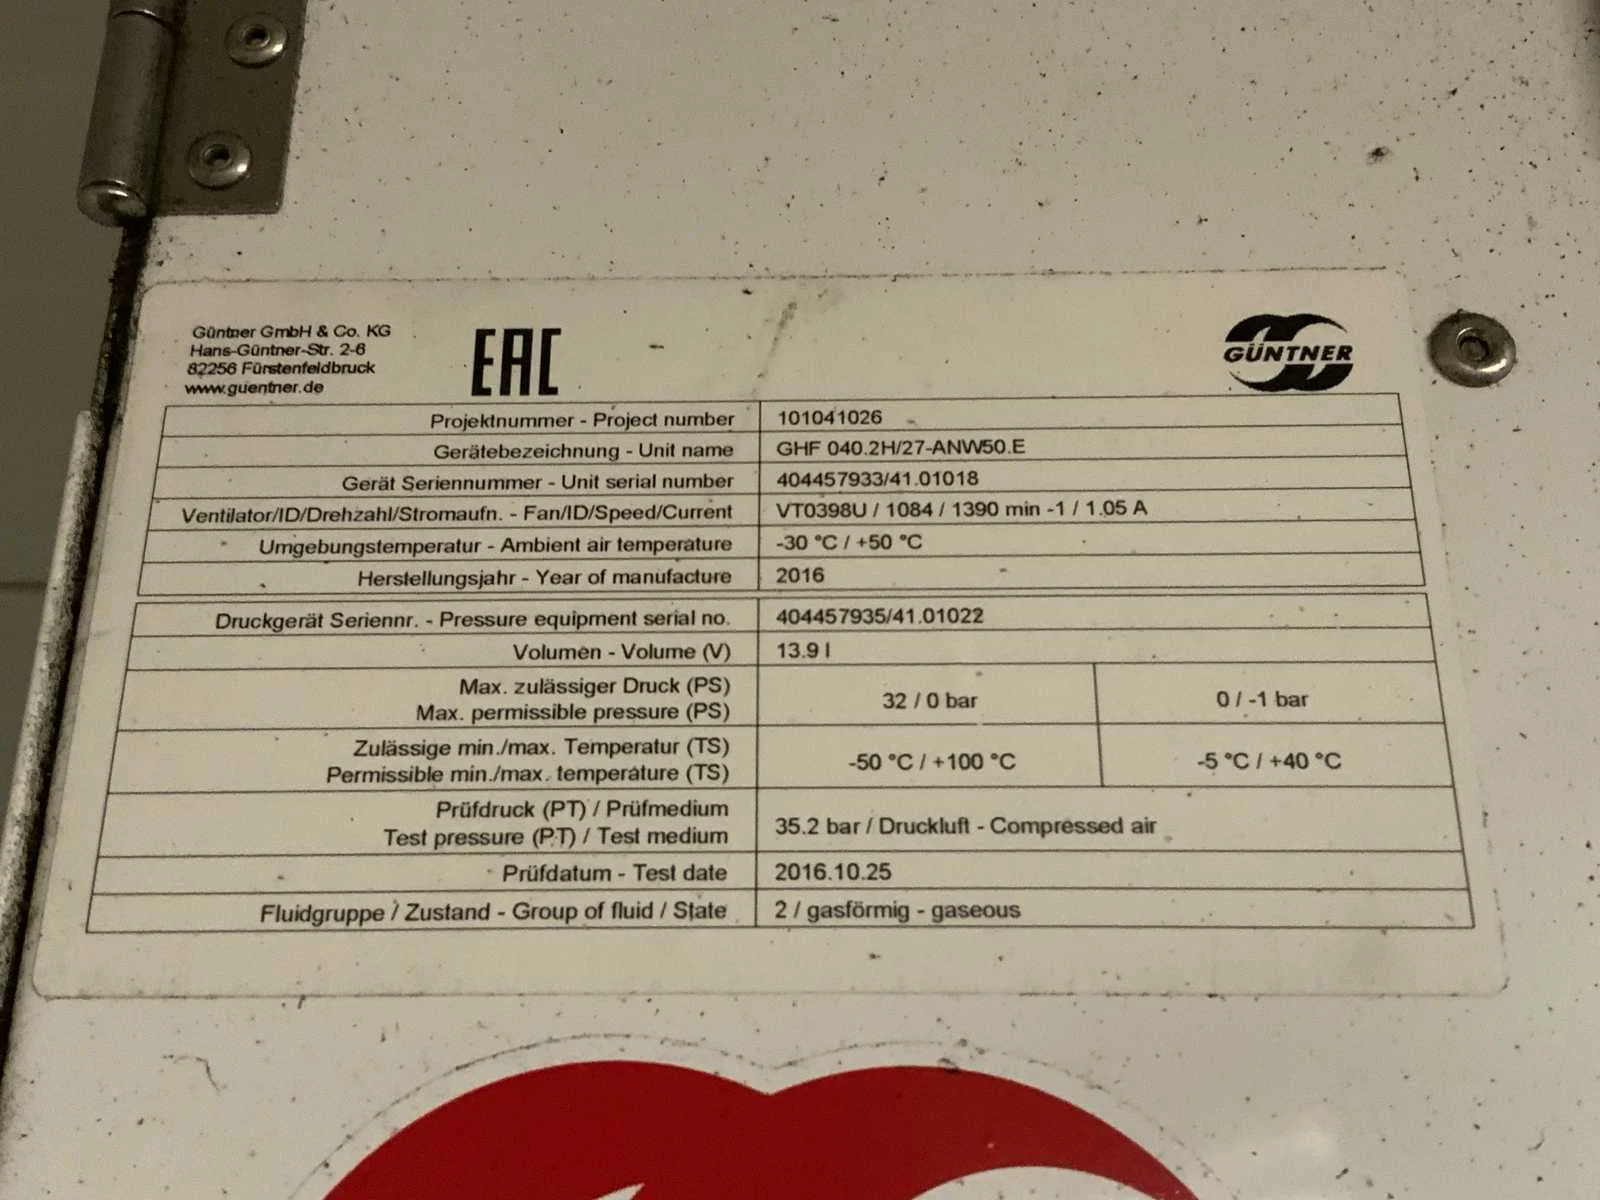 Güntner GmbH & Co. KG
Hans-Güntner-Str. 2-6
82256 Fürstenfeldbruck
www.guentner.de
EAC
GÜNTNER
Projektnummer - Project number 101041026
Gerätebezeichnung - Unit name GHF 040.2H/27-ANW50.E
Gerät Seriennummer - Unit serial number 404457933/41.01018
Ventilator/ID/Drehzahl/Stromaufn. - Fan/ID/Speed/Current VT0398U / 1084 / 1390 min -1 / 1.05 A
Umgebungstemperatur - Ambient air temperature -30 °C / +50 °C
Herstellungsjahr - Year of manufacture 2016
Druckgerät Seriennr. - Pressure equipment serial no. 404457935/41.01022
Volumen - Volume (V) 13.9 l
Max. zulässiger Druck (PS)
Max. permissible pressure (PS)
32 / 0 bar 0 / -1 bar
Zulässige min./max. Temperatur (TS)
Permissible min./max. temperature (TS)
-50 °C / +100 °C -5 °C / +40 °C
Prüfdruck (PT) / Prüfmedium
Test pressure (PT) / Test medium
35.2 bar / Druckluft - Compressed air
Prüfdatum - Test date 2016.10.25
Fluidgruppe / Zustand - Group of fluid / State 2 / gasförmig - gaseous